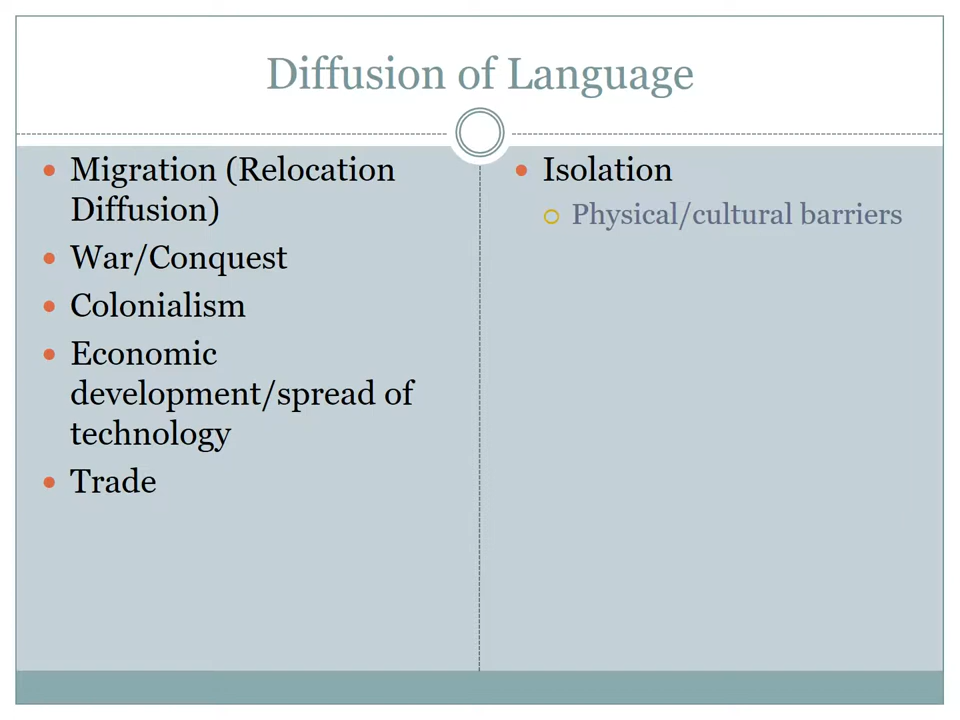 Diffusion of Language
Migration (Relocation
Diffusion)
War/Conquest
Colonialism
Economic
development/spread of
technology
Trade
Isolation
Physical/cultural barriers